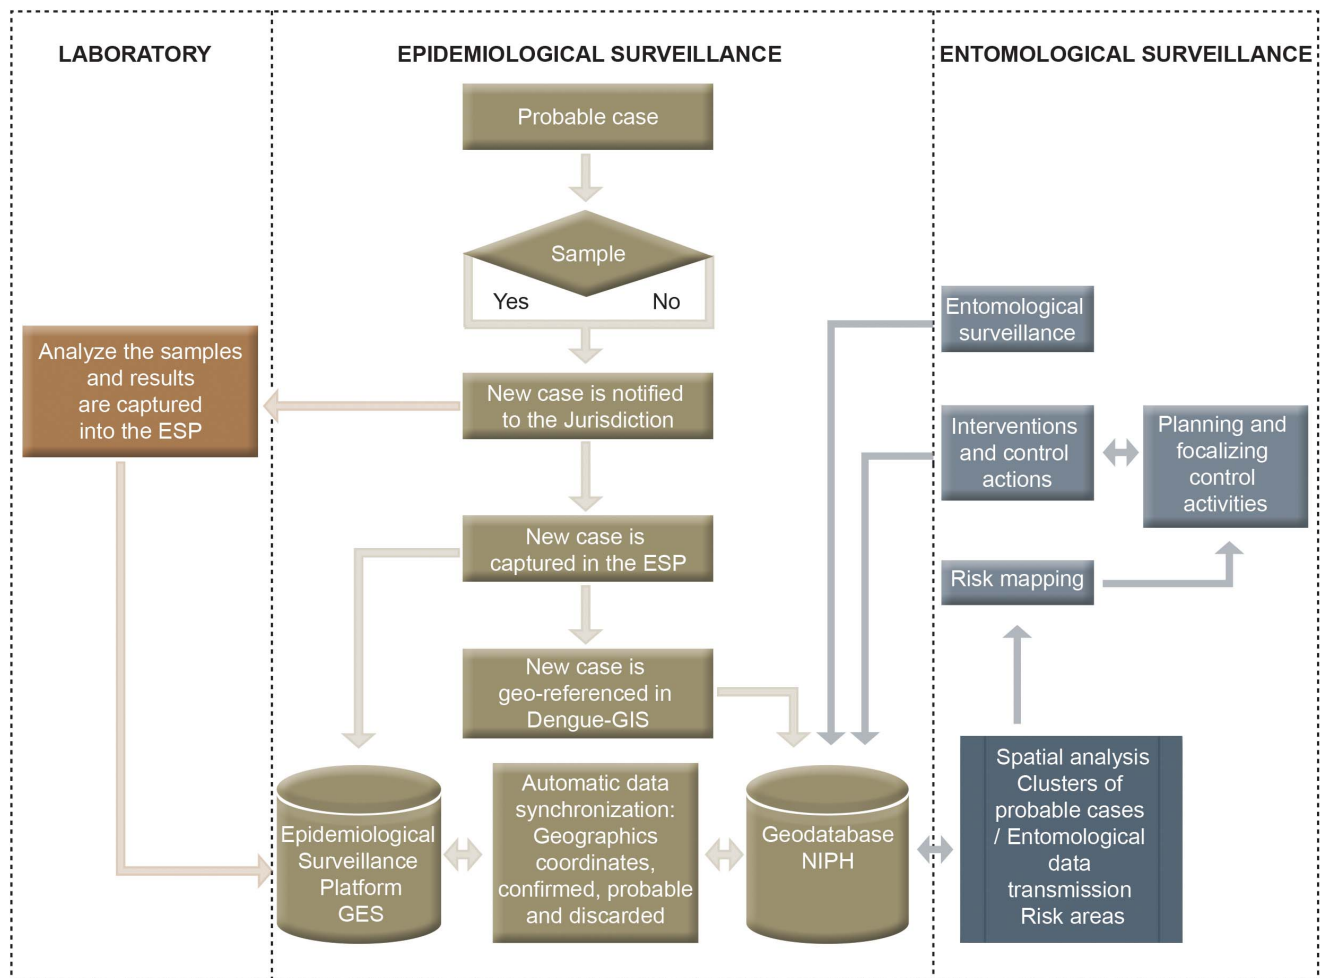 LABORATORY
EPIDEMIOLOGICAL SURVEILLANCE
ENTOMOLOGICAL SURVEILLANCE
Probable case
Sample
Yes
No
Analyze the samples
and results
are captured
into the ESP
New case is notified
to the Jurisdiction
New case is
captured in the ESP
New case is
geo-referenced in
Dengue-GIS
Epidemiological
Surveillance
Platform
GES
Automatic data
synchronization:
Geographics
coordinates,
confirmed, probable
and discarded
Geodatabase
NIPH
Entomological
surveillance
Interventions
and control
actions
Planning and
focalizing
control
activities
Risk mapping
Spatial analysis
Clusters of
probable cases
/ Entomological
data
transmission
Risk areas